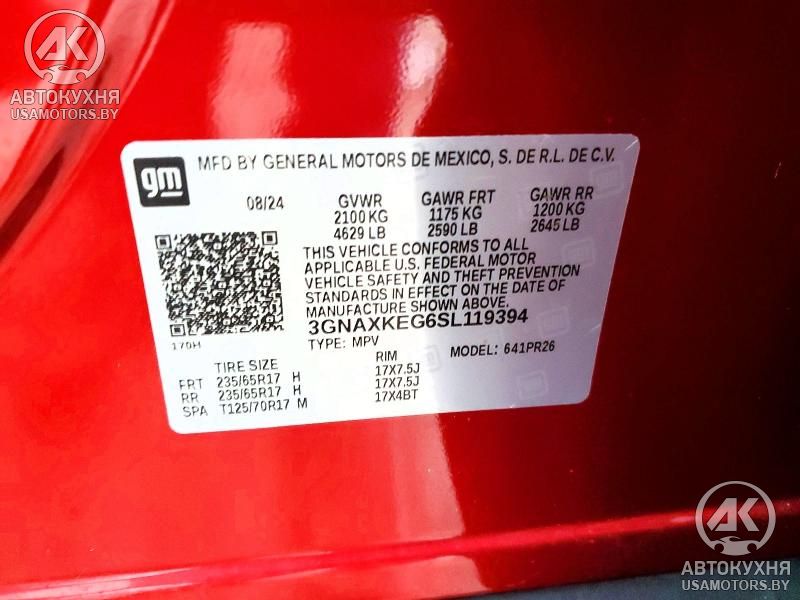 AK
АВТОКУХНЯ
USAMOTORS.BY
gm
MFD BY GENERAL MOTORS DE MEXICO, S. DE R.L. DE C.V.
08/24 GVWR GAWR FRT GAWR RR
2100 KG 1175 KG 1200 KG
4629 LB 2590 LB 2645 LB
THIS VEHICLE CONFORMS TO ALL
APPLICABLE U.S. FEDERAL MOTOR
VEHICLE SAFETY AND THEFT PREVENTION
STANDARDS IN EFFECT ON THE DATE OF
MANUFACTURE SHOWN ABOVE.
3GNAXKEG6SL119394
170H TYPE: MPV MODEL: 641PR26
TIRE SIZE RIM
FRT 235/65R17 H 17X7.5J
RR 235/65R17 H 17X7.5J
SPA T125/70R17 M 17X4BT
AK
АВТОКУХНЯ
USAMOTORS.BY